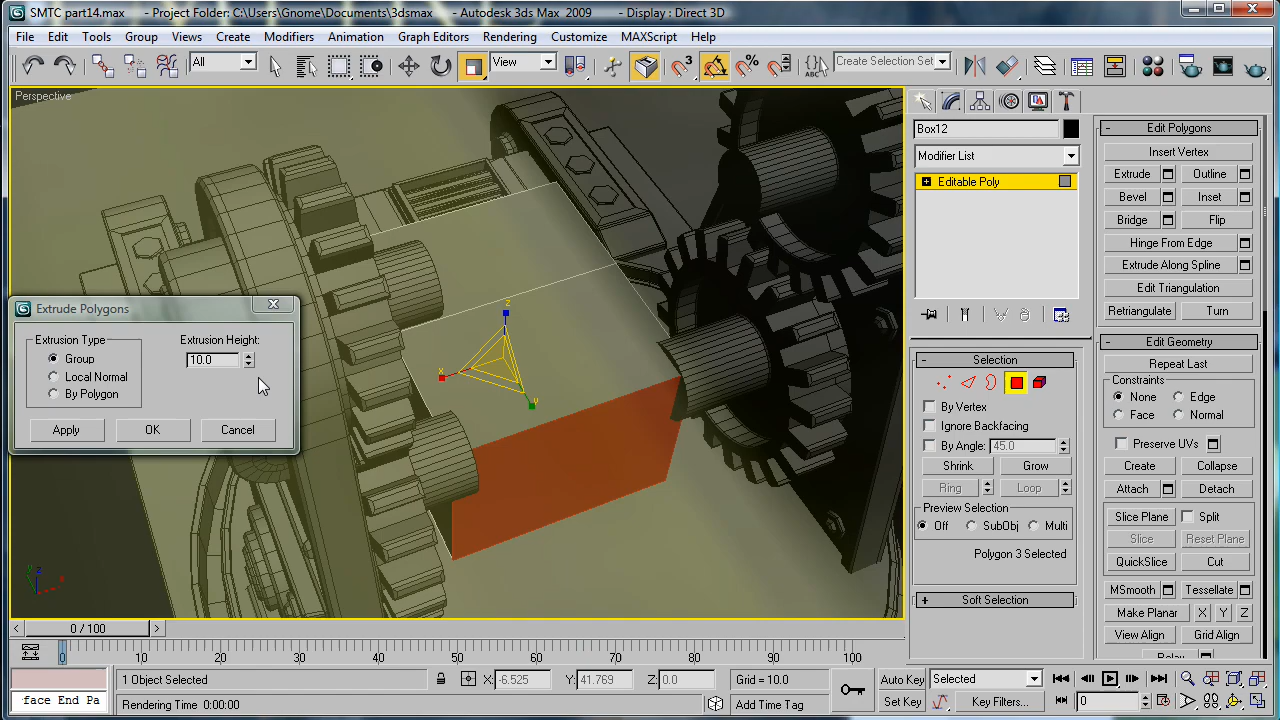 SMTC part14.max - Project Folder: C:\Users\Gnome\Documents\3dsmax - Autodesk 3ds Max 2009 - Display : Direct 3D
File Edit Tools Group Views Create Modifiers Animation Graph Editors Rendering Customize MAXScript Help
All View 3 % ABC Create Selection Set
Perspective
Box12
Modifier List
Editable Poly
Edit Polygons
Insert Vertex
Extrude Outline
Bevel Inset
Bridge Flip
Hinge From Edge
Extrude Along Spline
Edit Triangulation
Retriangulate Turn
Edit Geometry
Repeat Last
Constraints
None Edge
Face Normal
Preserve UVs
Create Collapse
Attach Detach
Slice Plane Split
Slice Reset Plane
QuickSlice Cut
MSmooth Tessellate
Make Planar X Y Z
View Align Grid Align
Relax
Selection
By Vertex
Ignore Backfacing
By Angle: 45.0
Shrink Grow
Ring Loop
Preview Selection
Off SubObj Multi
Polygon 3 Selected
Soft Selection
Extrude Polygons
Extrusion Type
Group
Local Normal
By Polygon
Extrusion Height:
10.0
Apply OK Cancel
z
x
y
z
y x
0 / 100
0 10 20 30 40 50 60 70 80 90 100
face End Pa
1 Object Selected
X: -6.525 Y: 41.769 Z: 0.0
Grid = 10.0
Rendering Time 0:00:00
Add Time Tag
Auto Key Selected
Set Key Key Filters... 0